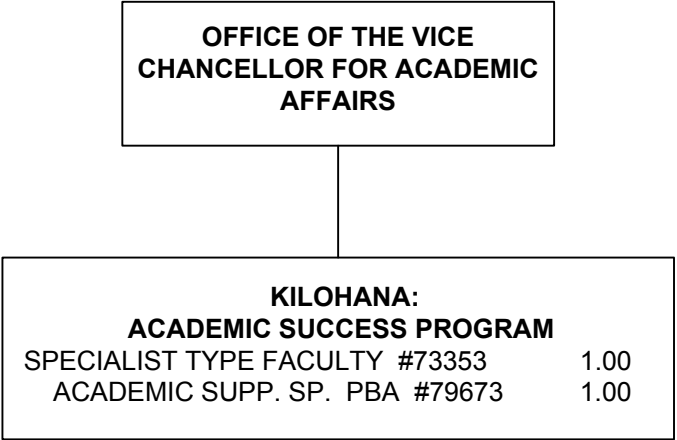 OFFICE OF THE VICE
CHANCELLOR FOR ACADEMIC
AFFAIRS
KILOHANA:
ACADEMIC SUCCESS PROGRAM
SPECIALIST TYPE FACULTY #73353 1.00
ACADEMIC SUPP. SP. PBA #79673 1.00